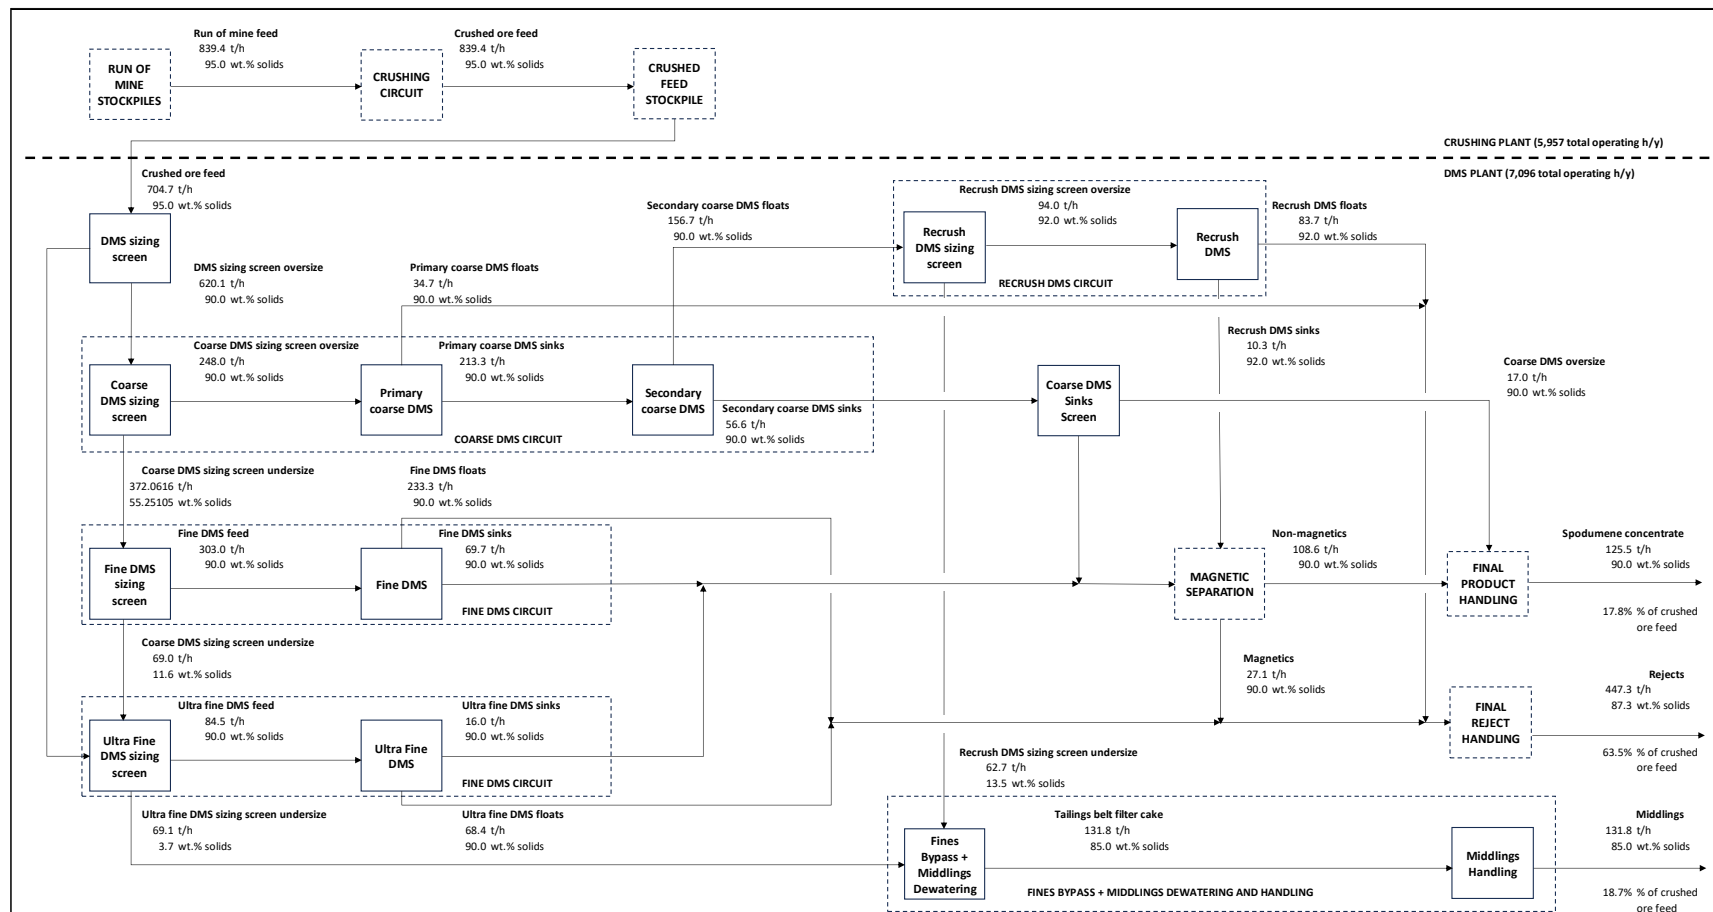 Run of mine feed
839.4 t/h
95.0 wt.% solids
Crushed ore feed
839.4 t/h
95.0 wt.% solids
RUN OF
MINE
STOCKPILES
CRUSHING
CIRCUIT
CRUSHED
FEED
STOCKPILE
CRUSHING PLANT (5,957 total operating h/y)
DMS PLANT (7,096 total operating h/y)
Crushed ore feed
704.7 t/h
95.0 wt.% solids
DMS sizing
screen
DMS sizing screen oversize
620.1 t/h
90.0 wt.% solids
Primary coarse DMS floats
34.7 t/h
90.0 wt.% solids
Secondary coarse DMS floats
156.7 t/h
90.0 wt.% solids
Recrush DMS sizing screen oversize
94.0 t/h
92.0 wt.% solids
Recrush
DMS sizing
screen
Recrush
DMS
RECRUSH DMS CIRCUIT
Recrush DMS floats
83.7 t/h
92.0 wt.% solids
Recrush DMS sinks
10.3 t/h
92.0 wt.% solids
Coarse DMS sizing screen oversize
248.0 t/h
90.0 wt.% solids
Primary coarse DMS sinks
213.3 t/h
90.0 wt.% solids
Coarse
DMS sizing
screen
Primary
coarse DMS
Secondary
coarse DMS
COARSE DMS CIRCUIT
Secondary coarse DMS sinks
56.6 t/h
90.0 wt.% solids
Coarse DMS
Sinks
Screen
Coarse DMS oversize
17.0 t/h
90.0 wt.% solids
Coarse DMS sizing screen undersize
372.0616 t/h
55.25105 wt.% solids
Fine DMS floats
233.3 t/h
90.0 wt.% solids
Fine DMS feed
303.0 t/h
90.0 wt.% solids
Fine DMS sinks
69.7 t/h
90.0 wt.% solids
Fine DMS
sizing
screen
Fine DMS
FINE DMS CIRCUIT
MAGNETIC
SEPARATION
Non-magnetics
108.6 t/h
90.0 wt.% solids
FINAL
PRODUCT
HANDLING
Spodumene concentrate
125.5 t/h
90.0 wt.% solids
17.8% % of crushed
ore feed
Coarse DMS sizing screen undersize
69.0 t/h
11.6 wt.% solids
Magnetics
27.1 t/h
90.0 wt.% solids
Ultra fine DMS feed
84.5 t/h
90.0 wt.% solids
Ultra fine DMS sinks
16.0 t/h
90.0 wt.% solids
Ultra Fine
DMS sizing
screen
Ultra Fine
DMS
FINE DMS CIRCUIT
FINAL
REJECT
HANDLING
Rejects
447.3 t/h
87.3 wt.% solids
63.5% % of crushed
ore feed
Recrush DMS sizing screen undersize
62.7 t/h
13.5 wt.% solids
Ultra fine DMS sizing screen undersize
69.1 t/h
3.7 wt.% solids
Ultra fine DMS floats
68.4 t/h
90.0 wt.% solids
Fines
Bypass +
Middlings
Dewatering
Tailings belt filter cake
131.8 t/h
85.0 wt.% solids
Middlings
Handling
FINES BYPASS + MIDDLINGS DEWATERING AND HANDLING
Middlings
131.8 t/h
85.0 wt.% solids
18.7% % of crushed
ore feed